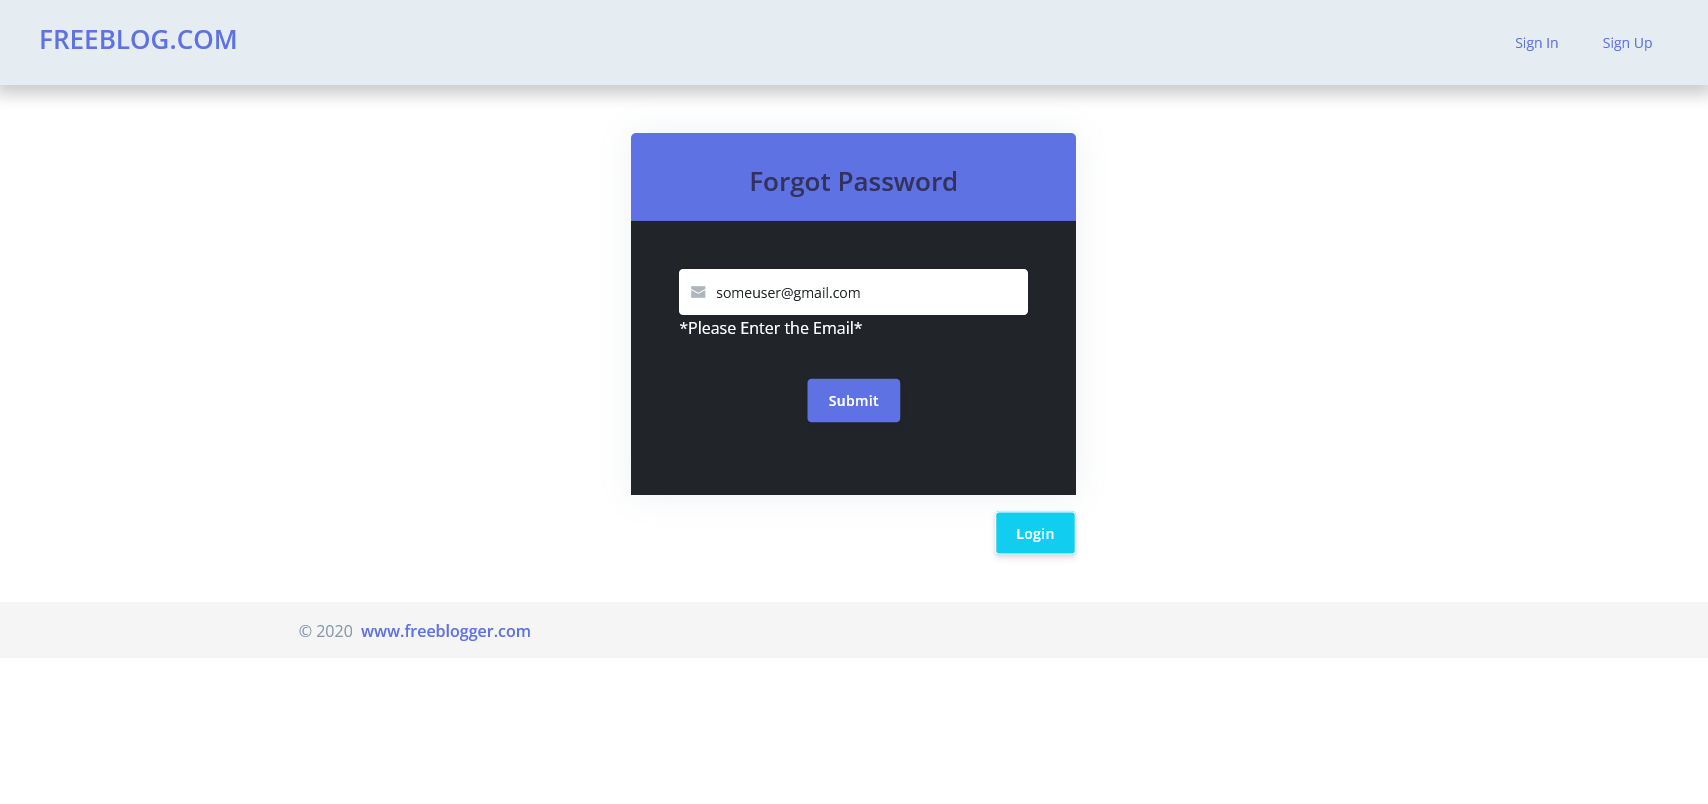 FREEBLOG.COM
Sign In
Sign Up
Forgot Password
someuser@gmail.com
*Please Enter the Email*
Submit
Login
© 2020 www.freeblogger.com